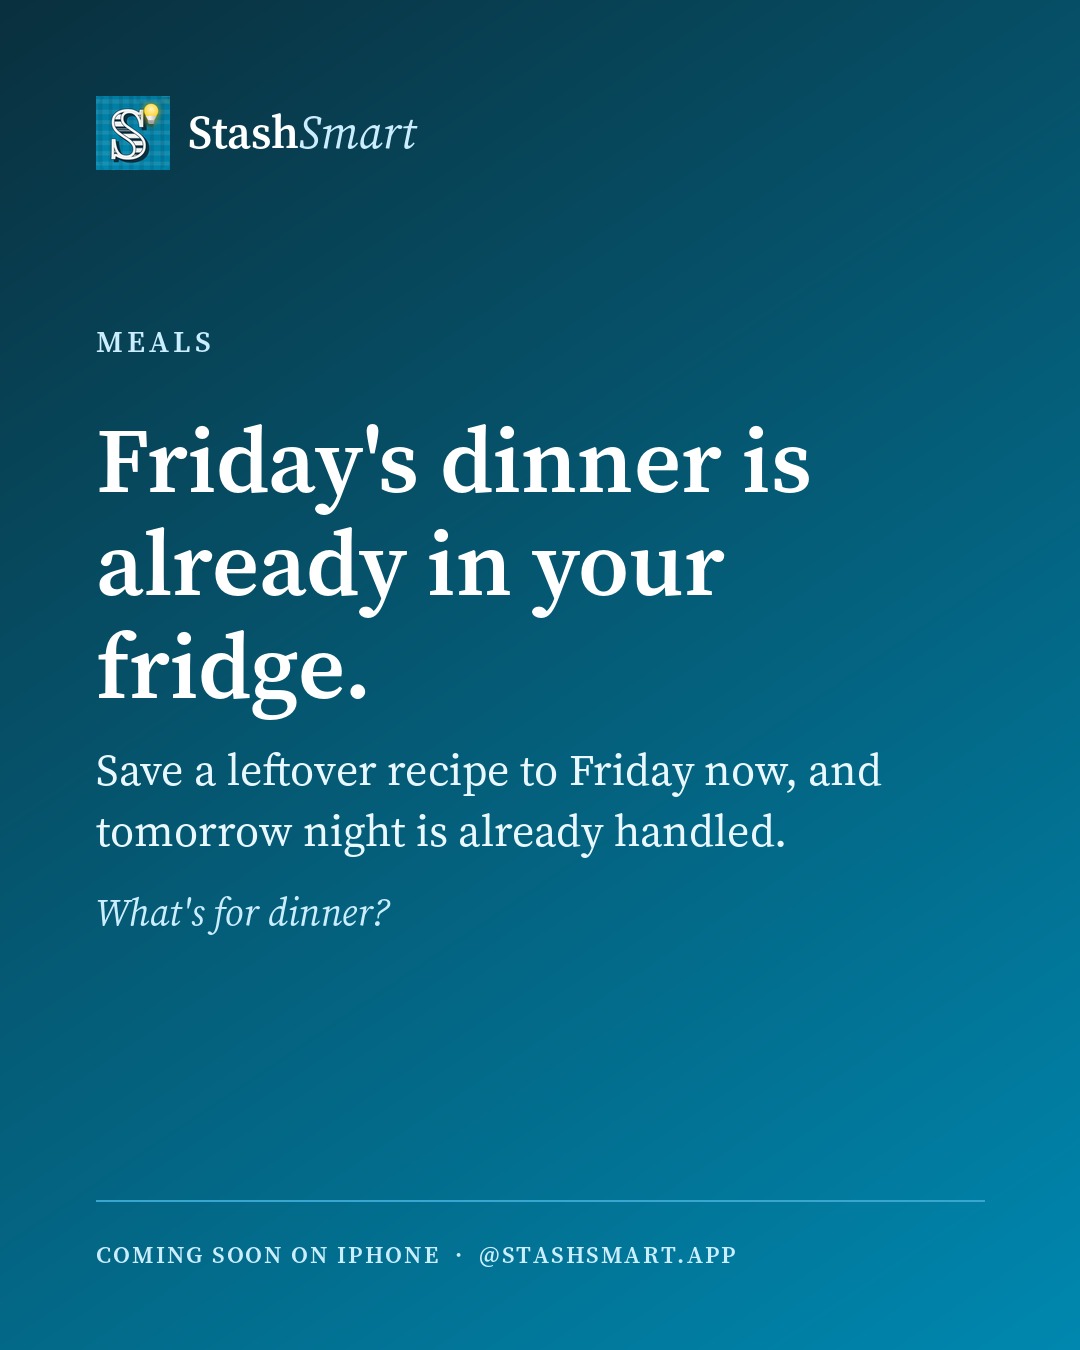 S StashSmart
MEALS
Friday's dinner is
already in your
fridge.
Save a leftover recipe to Friday now, and
tomorrow night is already handled.
What's for dinner?
COMING SOON ON IPHONE · @STASHSMART.APP